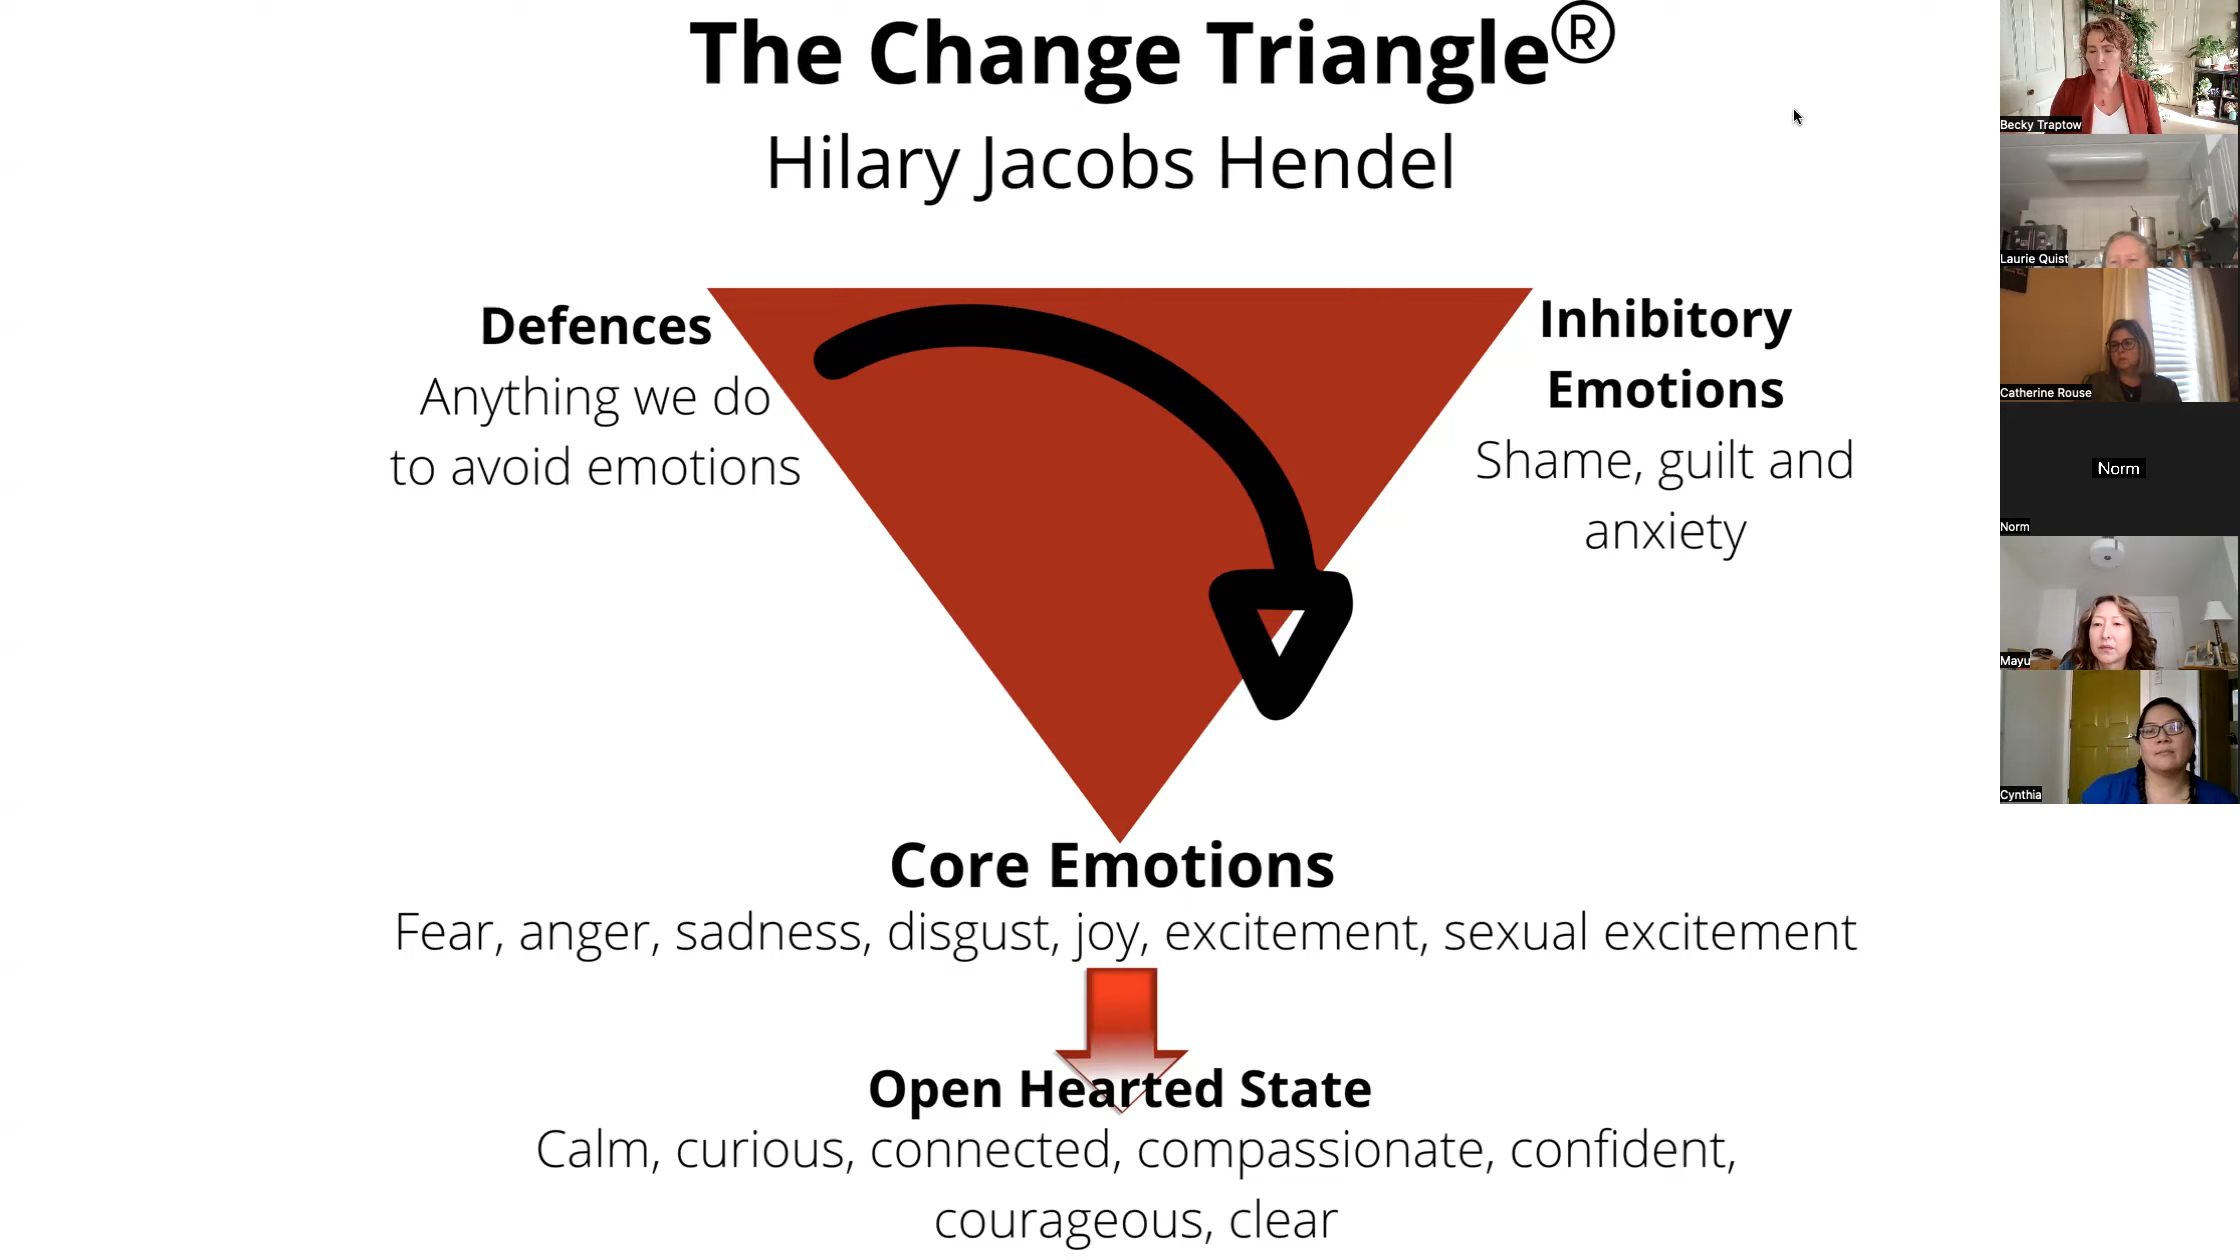 The Change Triangle®
Hilary Jacobs Hendel
Defences
Anything we do
to avoid emotions
Inhibitory
Emotions
Shame, guilt and
anxiety
Core Emotions
Fear, anger, sadness, disgust, joy, excitement, sexual excitement
Open Hearted State
Calm, curious, connected, compassionate, confident,
courageous, clear
Becky Traptow
Laurie Quist
Catherine Rouse
Norm
Norm
Mayu
Cynthia